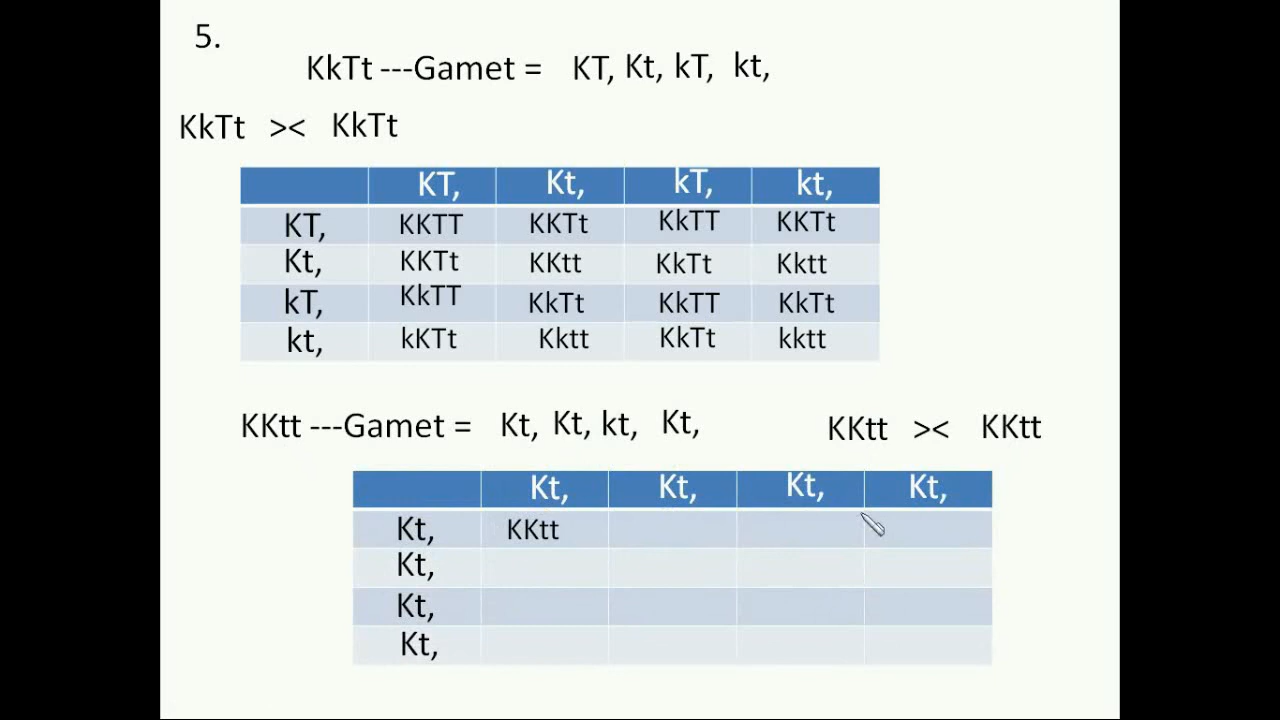 5.
KkTt ---Gamet = KT, Kt, kT, kt,
KkTt >< KkTt
KT, Kt, kT, kt,
KT, KKTT KKTt KkTT KKTt
Kt, KKTt KKtt KkTt Kktt
kT, KkTT KkTt KkTT KkTt
kt, kKTt Kktt KkTt kktt
KKtt ---Gamet = Kt, Kt, kt, Kt, KKtt >< KKtt
Kt, Kt, Kt, Kt,
Kt, KKtt
Kt,
Kt,
Kt,